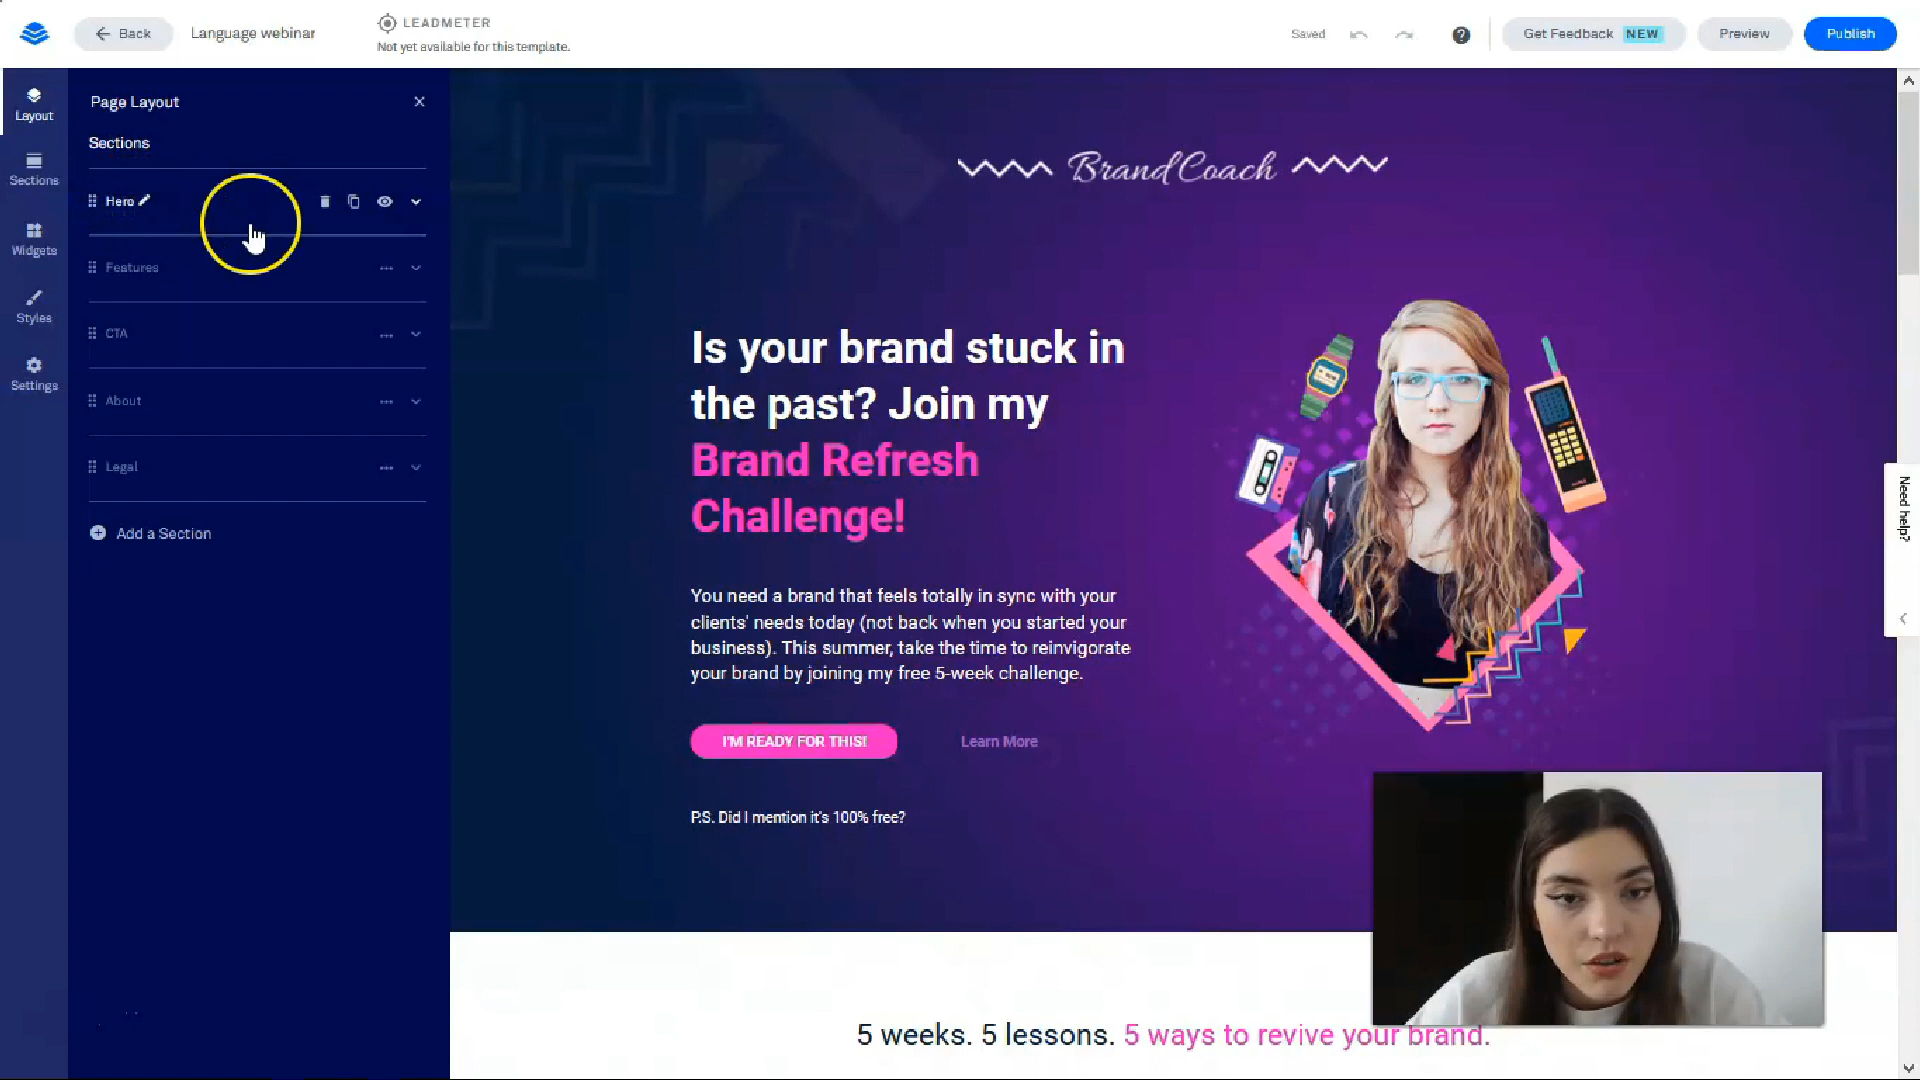 Back
Language webinar
LEADMETER
Not yet available for this template.
Saved
Get Feedback NEW
Preview
Publish
Layout
Sections
Widgets
Styles
Settings
Page Layout
Sections
Hero
Features
CTA
About
Legal
Add a Section
BrandCoach
Is your brand stuck in
the past? Join my
Brand Refresh
Challenge!
You need a brand that feels totally in sync with your
clients' needs today (not back when you started your
business). This summer, take the time to reinvigorate
your brand by joining my free 5-week challenge.
I'M READY FOR THIS!
Learn More
P.S. Did I mention it's 100% free?
5 weeks. 5 lessons. 5 ways to revive your brand.
Need help?